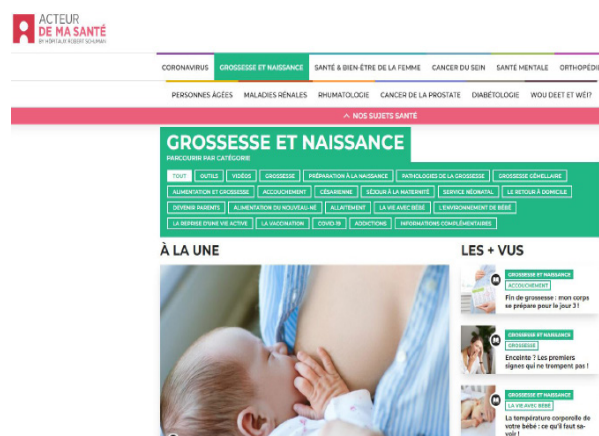 ACTEUR
DE MA SANTÉ
BY HÔPITAUX ROBERT SCHUMAN
CORONAVIRUS GROSSESSE ET NAISSANCE SANTÉ & BIEN-ÊTRE DE LA FEMME CANCER DU SEIN SANTÉ MENTALE ORTHOPÉDIE
PERSONNES ÂGÉES MALADIES RÉNALES RHUMATOLOGIE CANCER DE LA PROSTATE DIABÉTOLOGIE WOU DEET ET WÉI?
NOS SUJETS SANTÉ
GROSSESSE ET NAISSANCE
PARCOURIR PAR CATÉGORIE
TOUT OUTILS VIDÉOS GROSSESSE PRÉPARATION À LA NAISSANCE PATHOLOGIES DE LA GROSSESSE GROSSESSE GÉMELLAIRE
ALIMENTATION ET GROSSESSE ACCOUCHEMENT CÉSARIENNE SÉJOUR À LA MATERNITÉ SERVICE NÉONATAL LE RETOUR À DOMICILE
DEVENIR PARENTS ALIMENTATION DU NOUVEAU-NÉ ALLAITEMENT LA VIE AVEC BÉBÉ L'ENVIRONNEMENT DE BÉBÉ
LA REPRISE D'UNE VIE ACTIVE LA VACCINATION COVID-19 ADDICTIONS INFORMATIONS COMPLÉMENTAIRES
À LA UNE
LES + VUS
GROSSESSE ET NAISSANCE
ACCOUCHEMENT
Fin de grossesse : mon corps
se prépare pour le jour J !
GROSSESSE ET NAISSANCE
GROSSESSE
Enceinte ? Les premiers
signes qui ne trompent pas !
GROSSESSE ET NAISSANCE
LA VIE AVEC BÉBÉ
La température corporelle de
votre bébé : ce qu'il faut sa-
voir !